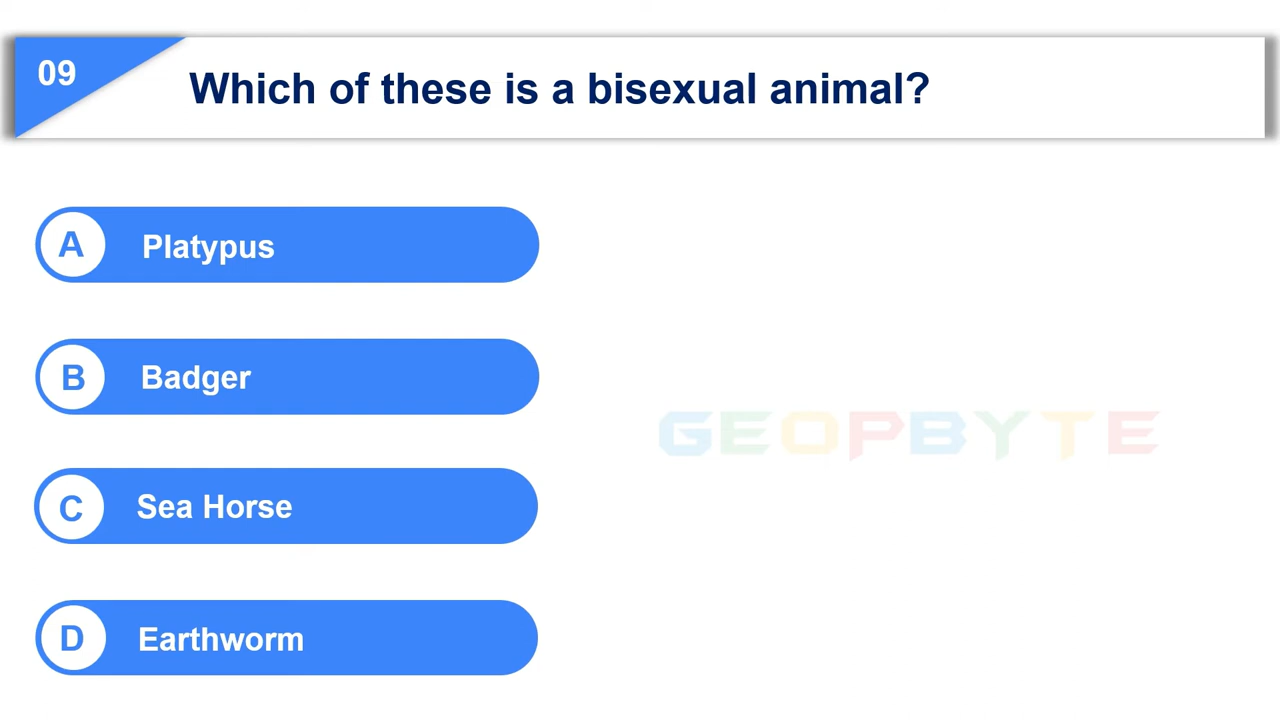 09
Which of these is a bisexual animal?
A
Platypus
B
Badger
GEOPBYTE
C
Sea Horse
D
Earthworm